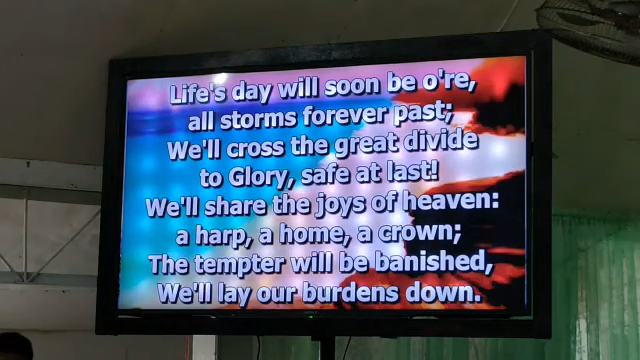 Life's day will soon be o're,
all storms forever past;
We'll cross the great divide
to Glory, safe at last!
We'll share the joys of heaven:
a harp, a home, a crown;
The tempter will be banished,
We'll lay our burdens down.